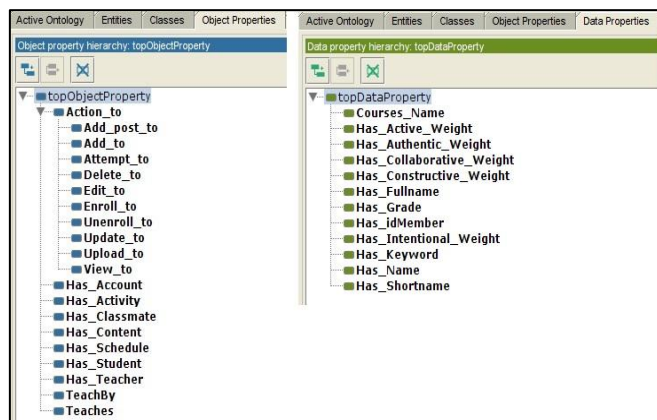 Active Ontology Entities Classes Object Properties
Object property hierarchy: topObjectProperty
topObjectProperty
Action_to
Add_post_to
Add_to
Attempt_to
Delete_to
Edit_to
Enroll_to
Unenroll_to
Update_to
Upload_to
View_to
Has_Account
Has_Activity
Has_Classmate
Has_Content
Has_Schedule
Has_Student
Has_Teacher
TeachBy
Teaches
Active Ontology Entities Classes Object Properties Data Properties
Data property hierarchy: topDataProperty
topDataProperty
Courses_Name
Has_Active_Weight
Has_Authentic_Weight
Has_Collaborative_Weight
Has_Constructive_Weight
Has_Fullname
Has_Grade
Has_idMember
Has_Intentional_Weight
Has_Keyword
Has_Name
Has_Shortname